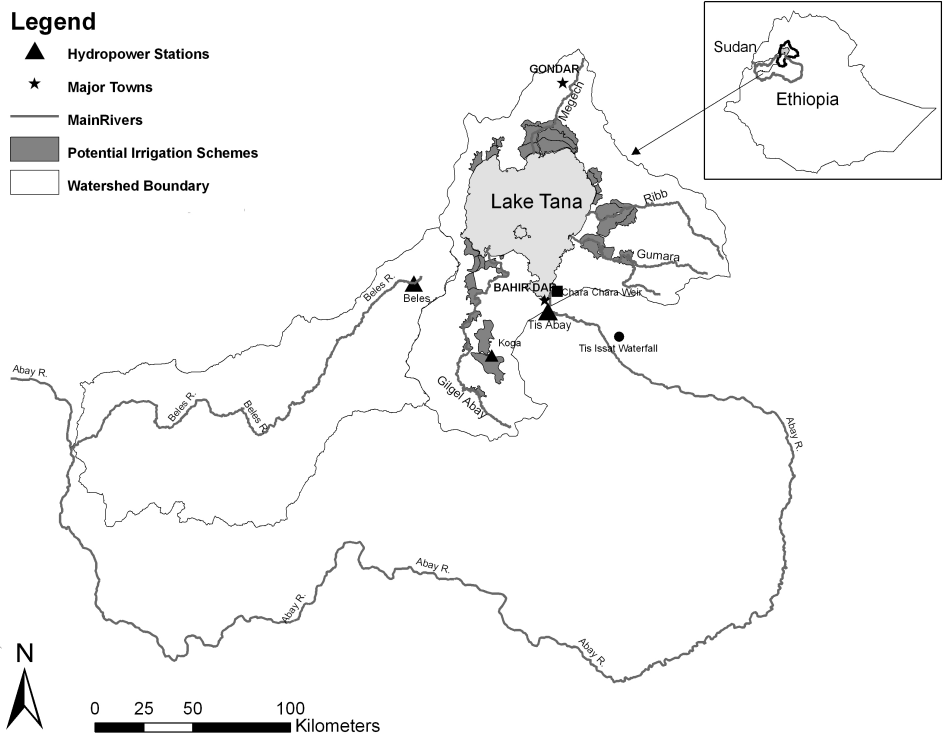 Legend
Hydropower Stations
Major Towns
MainRivers
Potential Irrigation Schemes
Watershed Boundary
Sudan
Ethiopia
GONDAR
Megech
Lake Tana
Ribb
Gumara
BAHIR DAR
Chara Chara Weir
Beles R.
Beles
Tis Abay
Koga
Tis Issat Waterfall
Abay R.
Gilgel Abay
Beles R.
Beles R.
Abay R.
Abay R.
Abay R.
Abay R.
N
0 25 50 100
Kilometers